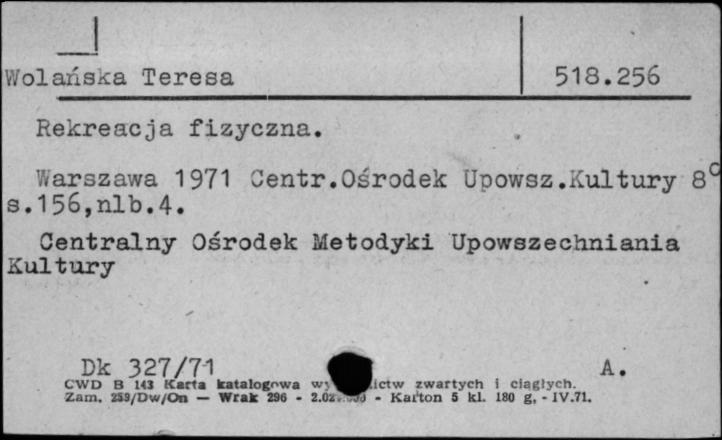 Wolańska Teresa
518.256
Rekreacja fizyczna.
Warszawa 1971 Centr.Ośrodek Upowsz.Kultury 8°
s.156,nlb.4.
Centralny Ośrodek Metodyki Upowszechniania
Kultury
Dk 327/71 A.
CWD B 143 Karta katalogowa zwartych i ciągłych.
Zam. 259/Dw/On — Wrak 296 - Karton 5 kl. 180 g, - IV.71.